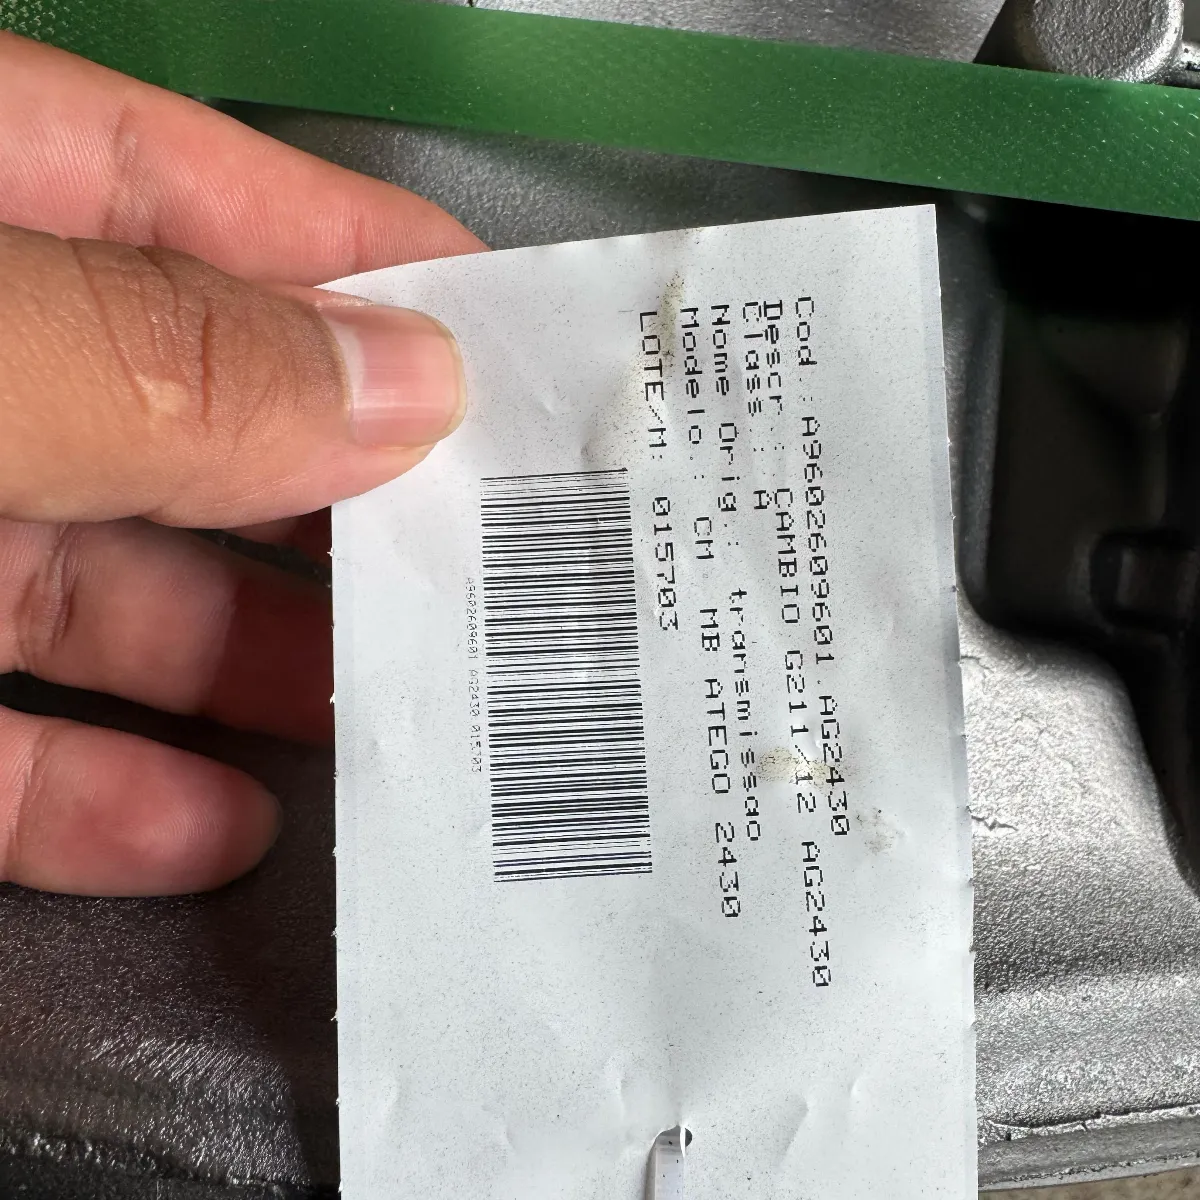 Cod.: A9602609601.AG2430
Descr.: CAMBIO G211/12 AG2430
Class.: A
Nome Orig.: transmissao
Modelo.: CM MB ATEGO 2430
LOTE/M: 015703
A9602609601 AG2430 015703